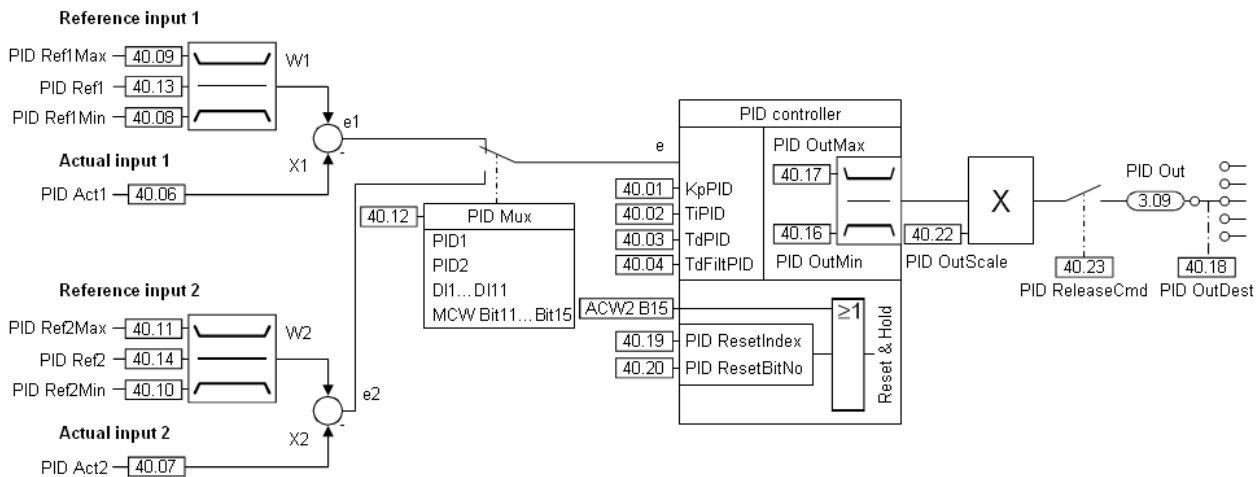 Reference input 1
PID Ref1Max 40.09
W1
PID Ref1 40.13
PID Ref1Min 40.08
e1
Actual input 1
X1
-
PID Act1 40.06
40.12 PID Mux
PID1
PID2
DI1...DI11
MCW Bit11...Bit15
Reference input 2
PID Ref2Max 40.11
W2
PID Ref2 40.14
PID Ref2Min 40.10
e2
Actual input 2
X2
-
PID Act2 40.07
PID controller
e
PID OutMax
40.17
40.01 KpPID
40.02 TiPID
40.03 TdPID
40.04 TdFiltPID
40.16
PID OutMin
X
40.22
PID OutScale
ACW2 B15
≥1
40.19 PID ResetIndex
40.20 PID ResetBitNo
Reset & Hold
PID Out
3.09
40.23
PID ReleaseCmd
40.18
PID OutDest